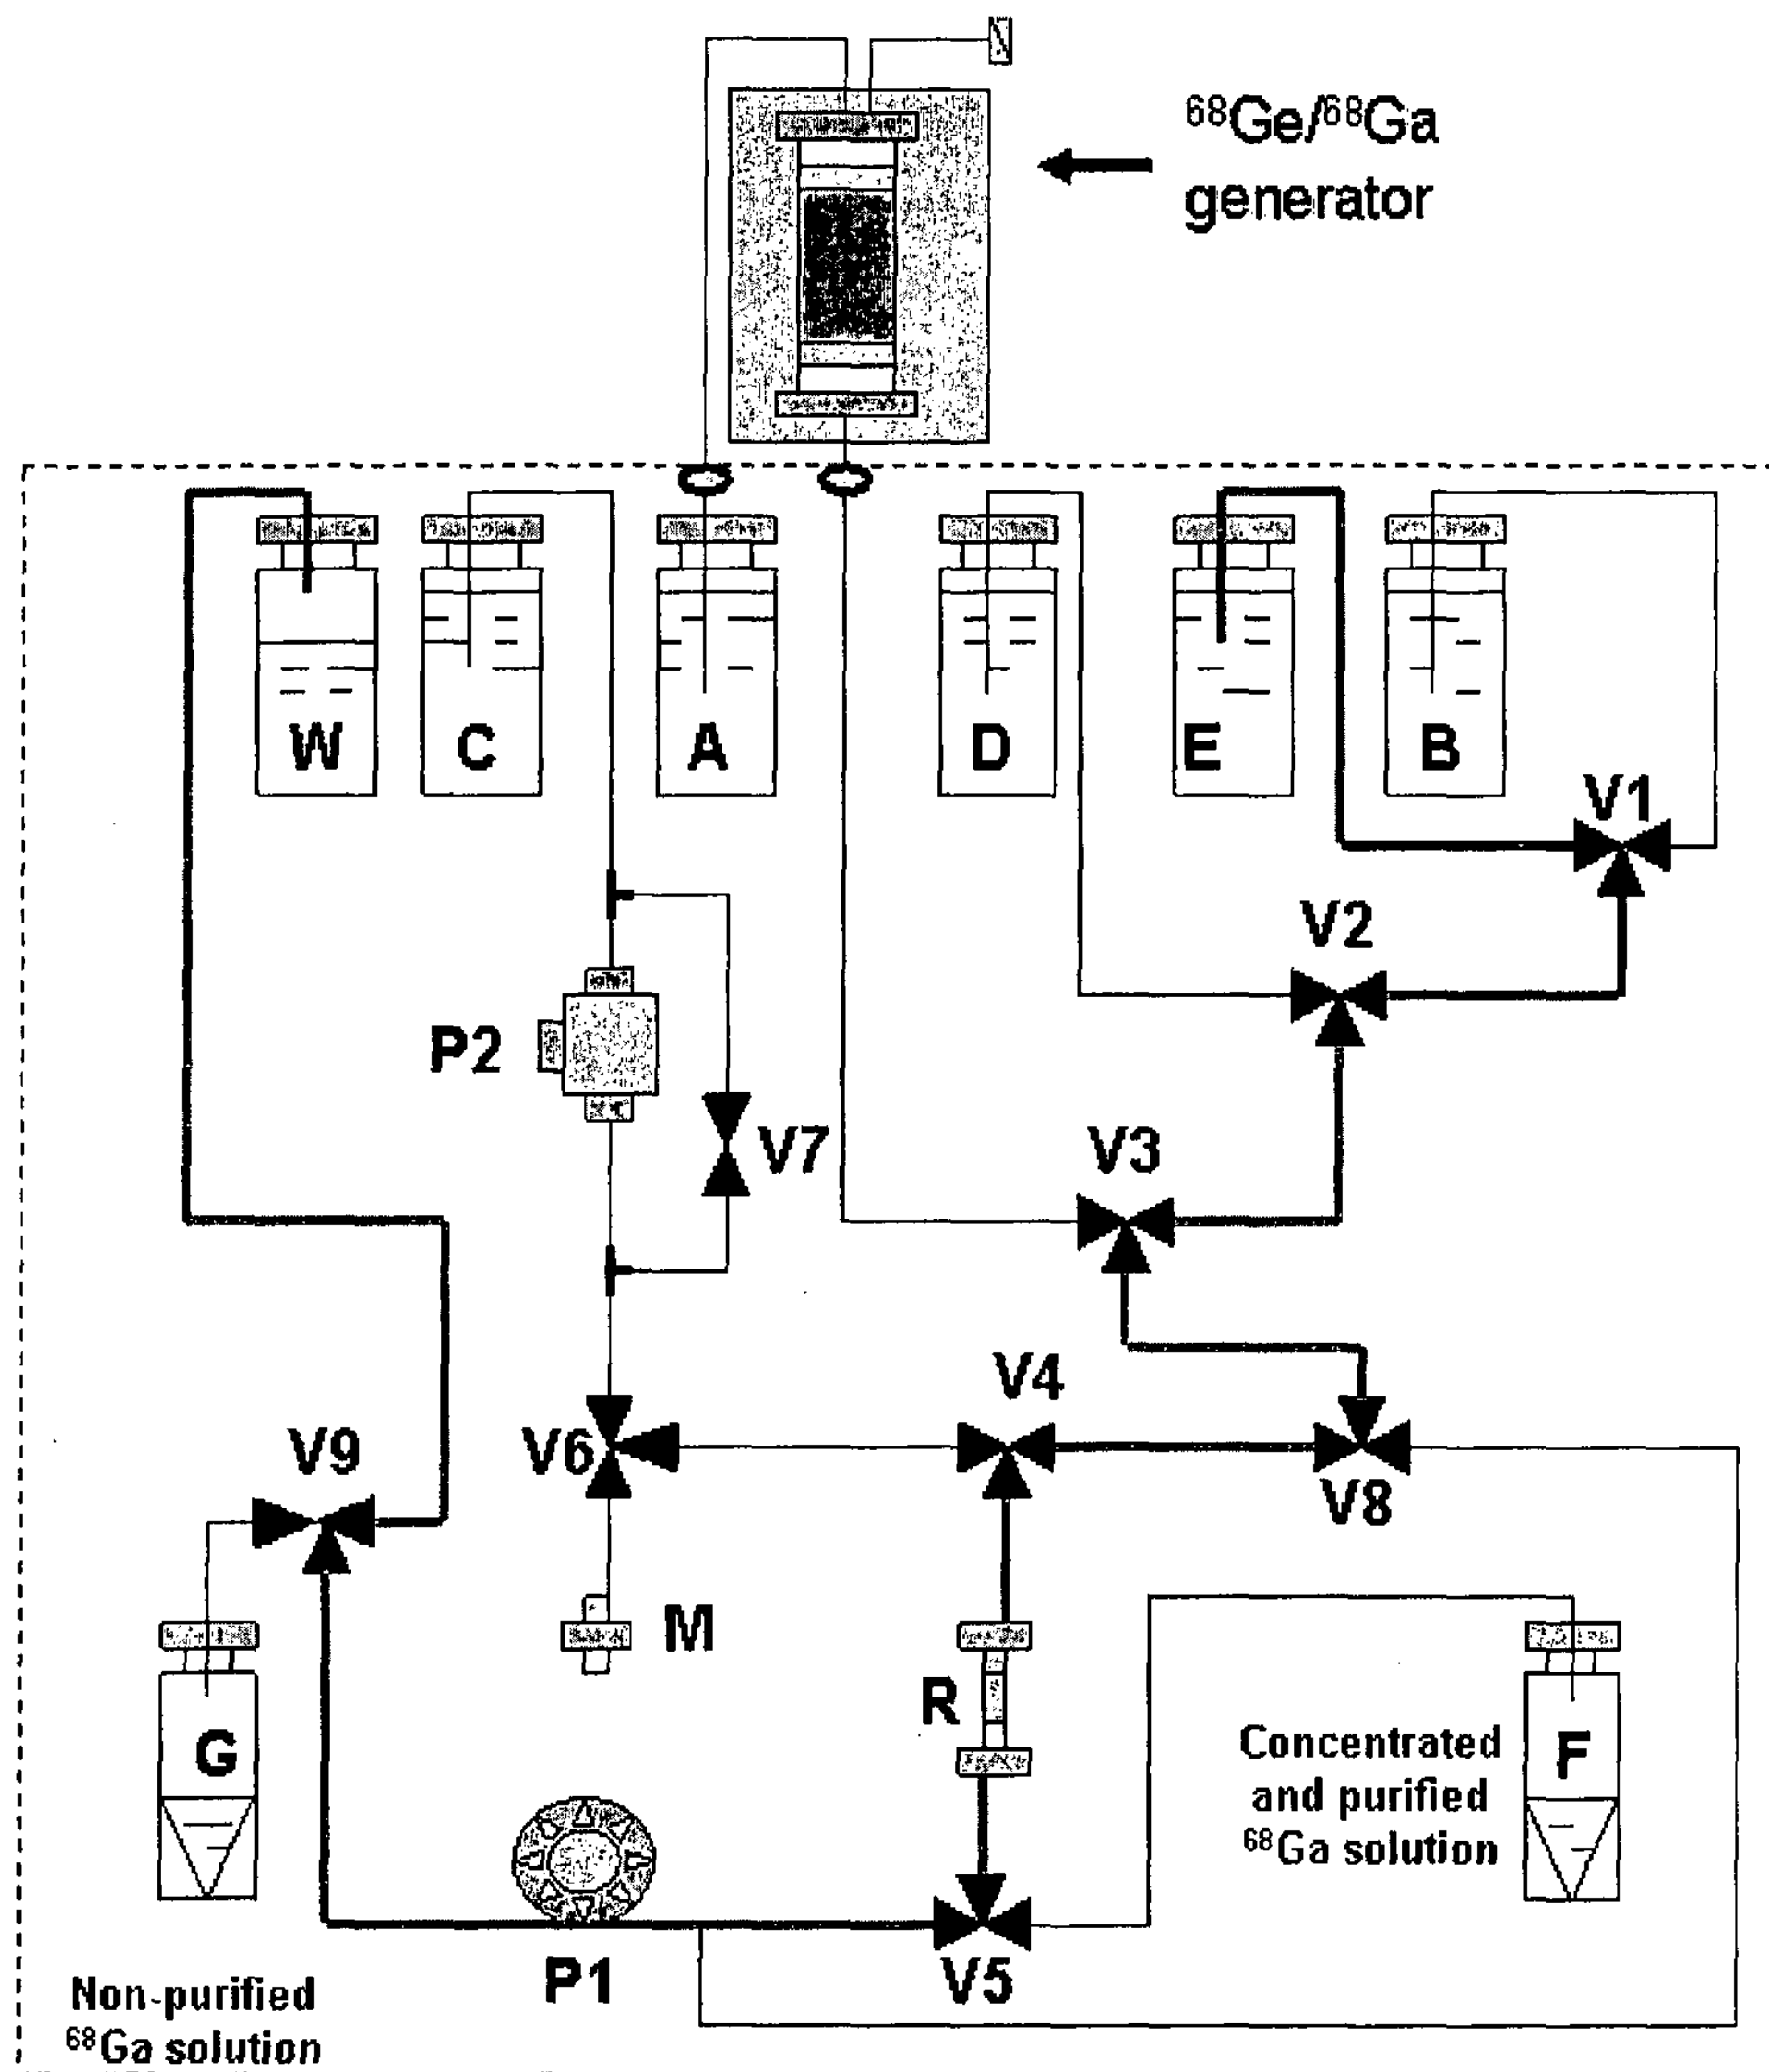 ⁶⁸Ge/⁶⁸Ga
generator
W
C
A
D
E
B
V1
V2
P2
V7
V3
V4
V9
V6
V8
M
R
G
Concentrated
and purified
⁶⁸Ga solution
F
P1
V5
Non-purified
⁶⁸Ga solution